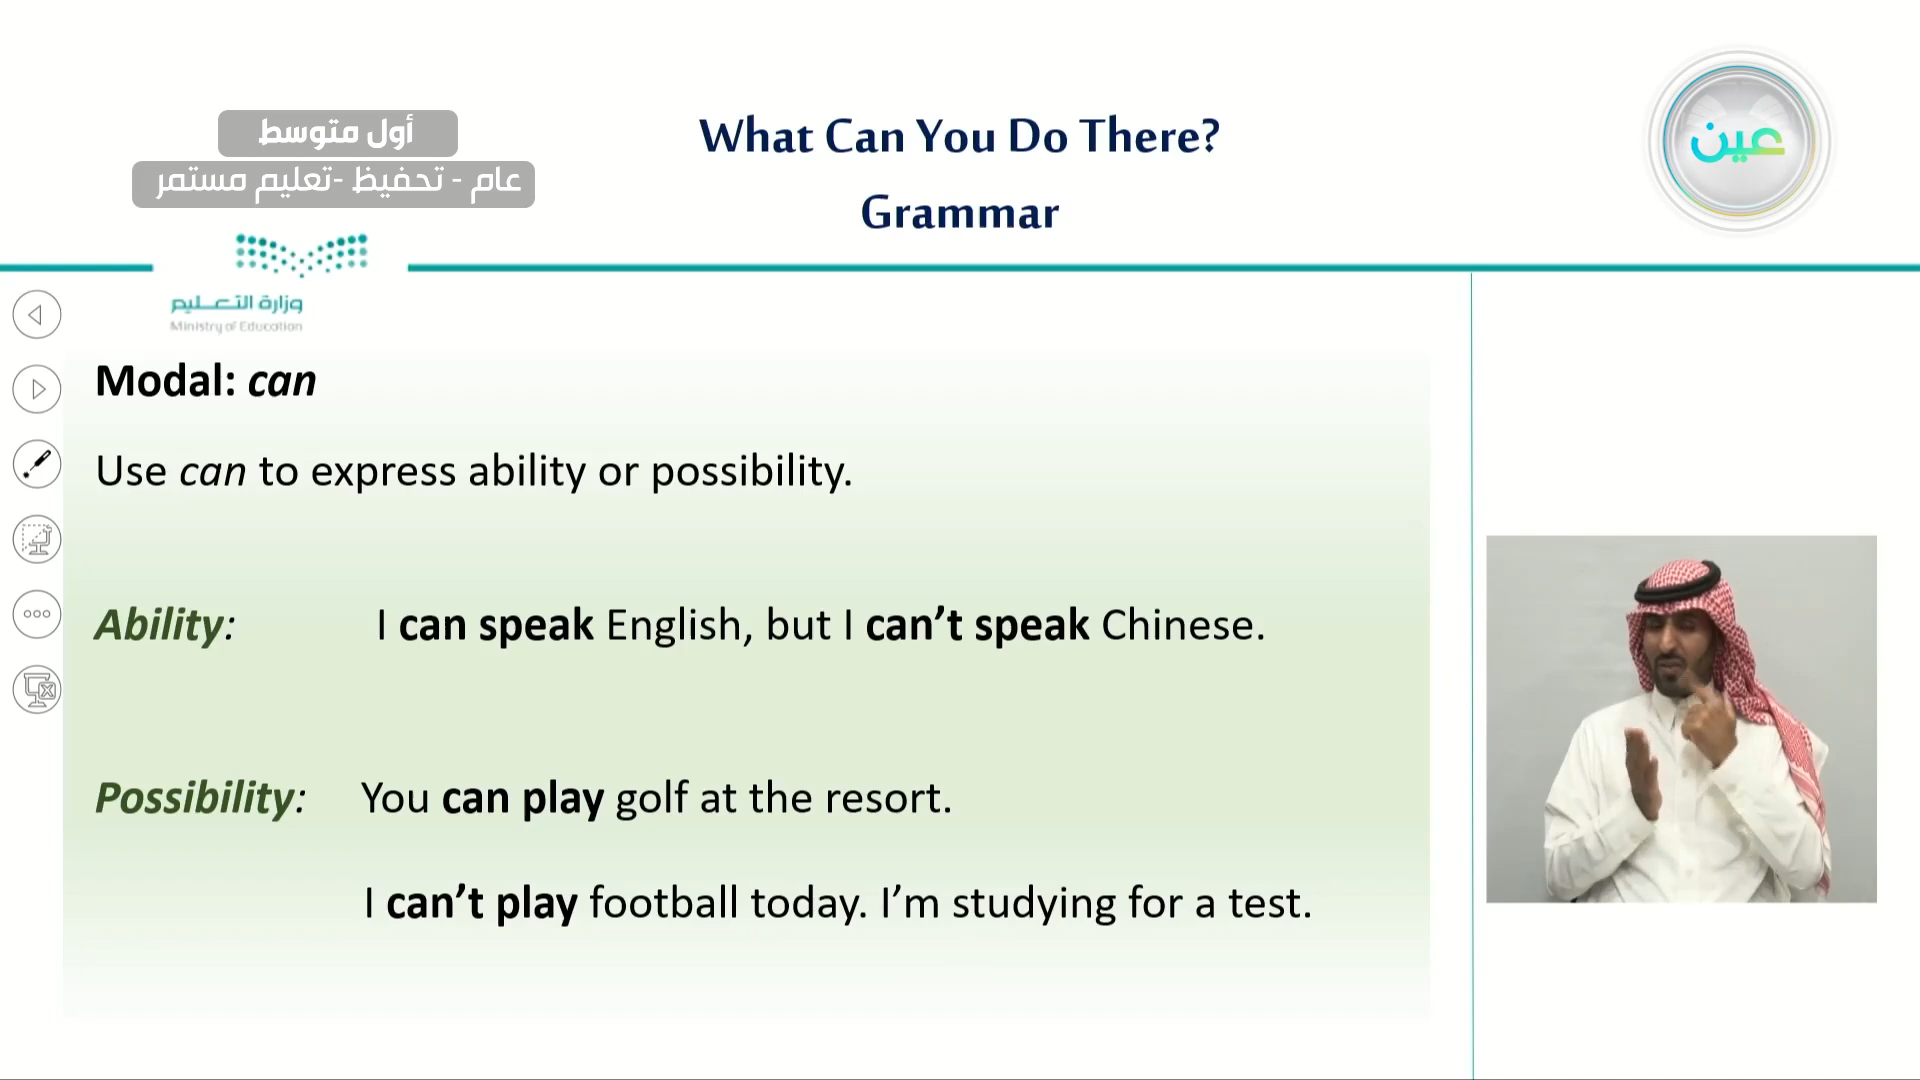 أول متوسط
عام - تحفيظ -تعليم مستمر
What Can You Do There?
Grammar
عين
وزارة التعليم
Ministry of Education
Modal: can
Use can to express ability or possibility.
Ability: I can speak English, but I can’t speak Chinese.
Possibility: You can play golf at the resort.
I can’t play football today. I’m studying for a test.